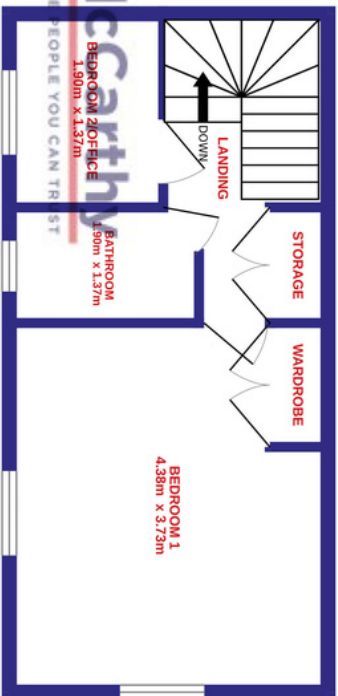 BEDROOM 2/OFFICE
1.90m x 1.37m
DOWN
LANDING
BATHROOM
1.90m x 1.37m
STORAGE
WARDROBE
BEDROOM 1
4.38m x 3.73m
cCarthy
PEOPLE YOU CAN TRUST